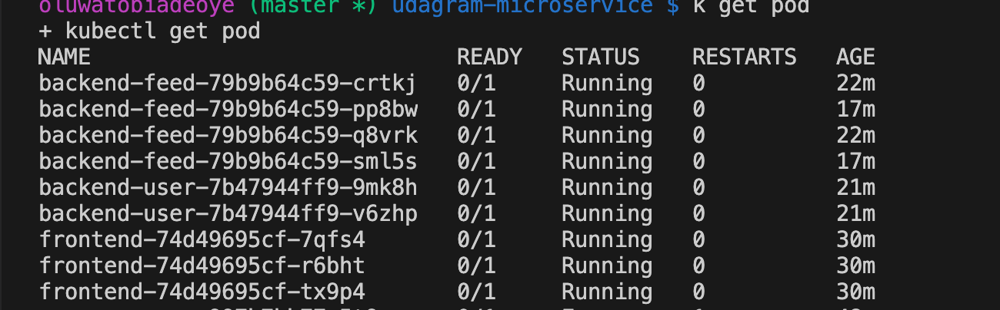 oluwatobiadeoye (master *) udagram-microservice $ k get pod
+ kubectl get pod
NAME READY STATUS RESTARTS AGE
backend-feed-79b9b64c59-crtkj 0/1 Running 0 22m
backend-feed-79b9b64c59-pp8bw 0/1 Running 0 17m
backend-feed-79b9b64c59-q8vrk 0/1 Running 0 22m
backend-feed-79b9b64c59-sml5s 0/1 Running 0 17m
backend-user-7b47944ff9-9mk8h 0/1 Running 0 21m
backend-user-7b47944ff9-v6zhp 0/1 Running 0 21m
frontend-74d49695cf-7qfs4 0/1 Running 0 30m
frontend-74d49695cf-r6bht 0/1 Running 0 30m
frontend-74d49695cf-tx9p4 0/1 Running 0 30m